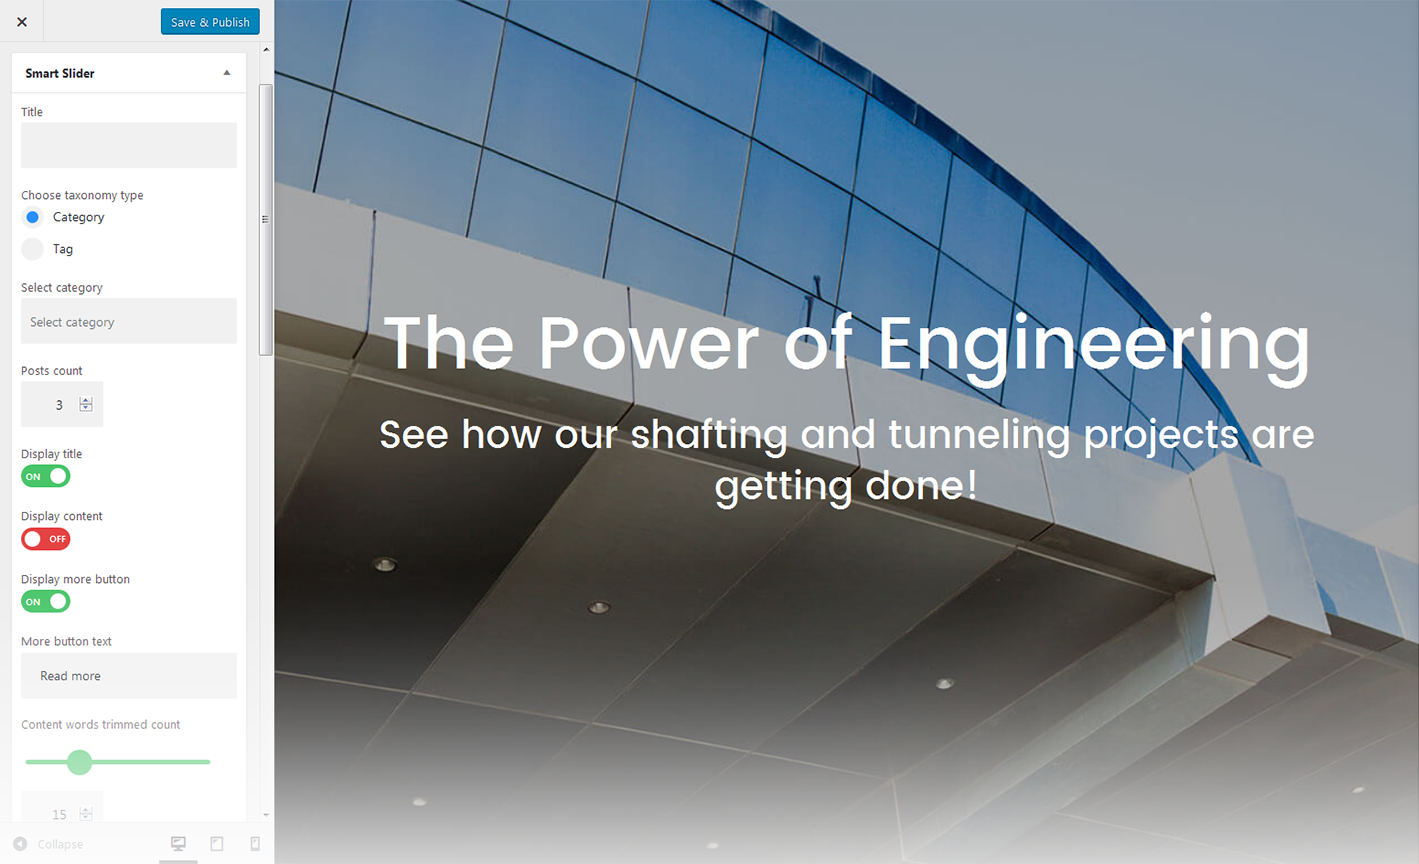 Save & Publish
Smart Slider
Title
Choose taxonomy type
Category
Tag
Select category
Select category
Posts count
3
Display title
ON
Display content
OFF
Display more button
ON
More button text
Read more
Content words trimmed count
15
Collapse
The Power of Engineering
See how our shafting and tunneling projects are
getting done!